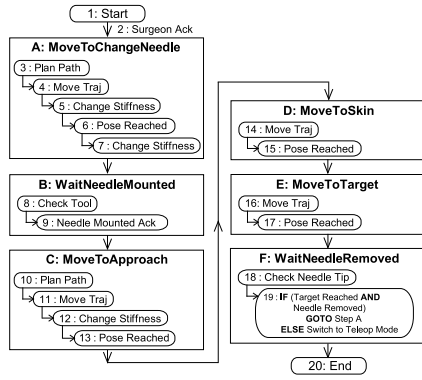 1: Start
2 : Surgeon Ack
A: MoveToChangeNeedle
3 : Plan Path
4 : Move Traj
5 : Change Stiffness
6 : Pose Reached
7 : Change Stiffness
B: WaitNeedleMounted
8 : Check Tool
9 : Needle Mounted Ack
C: MoveToApproach
10 : Plan Path
11 : Move Traj
12 : Change Stiffness
13 : Pose Reached
D: MoveToSkin
14 : Move Traj
15 : Pose Reached
E: MoveToTarget
16: Move Traj
17 : Pose Reached
F: WaitNeedleRemoved
18 : Check Needle Tip
19 : IF (Target Reached AND
Needle Removed)
GOTO Step A
ELSE Switch to Teleop Mode
20: End